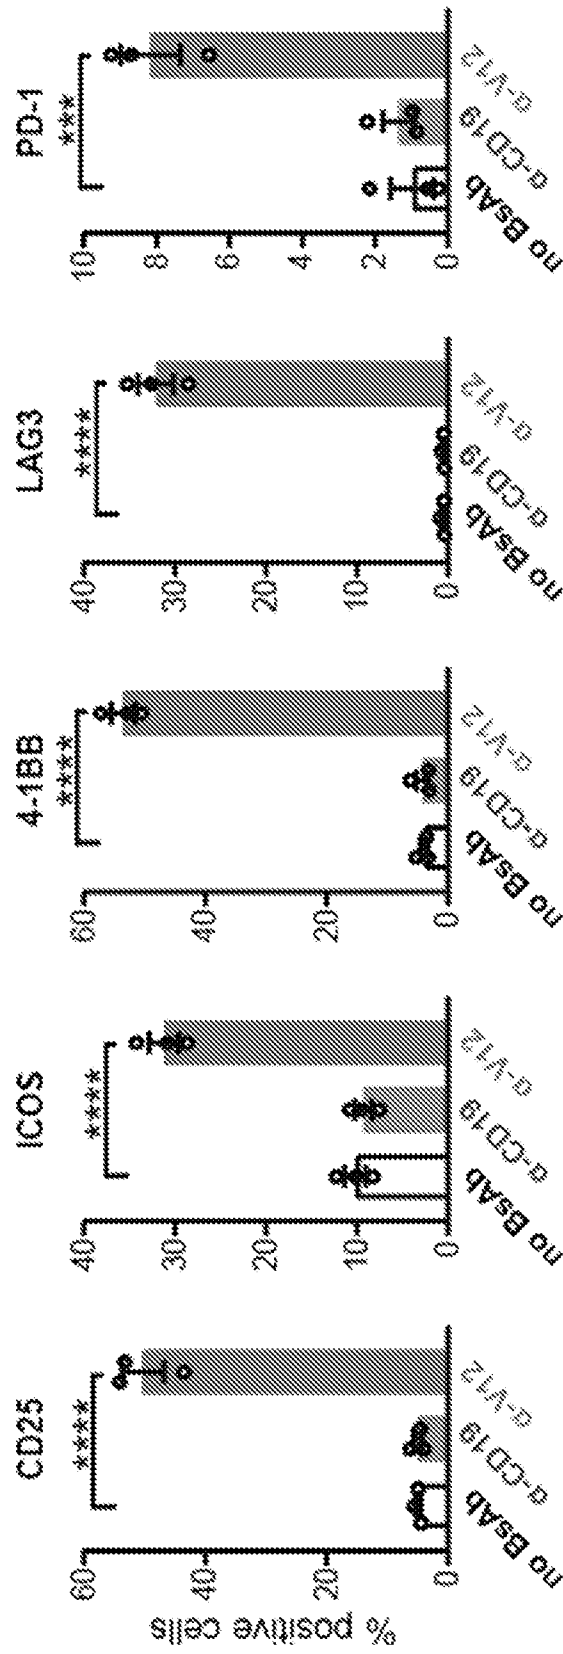 CD25
****
% positive cells
60
40
20
0
no BsAb
α-CD19
α-V12
ICOS
****
40
30
20
10
0
no BsAb
α-CD19
α-V12
4-1BB
****
60
40
20
0
no BsAb
α-CD19
α-V12
LAG3
****
40
30
20
10
0
no BsAb
α-CD19
α-V12
PD-1
***
10
8
6
4
2
0
no BsAb
α-CD19
α-V12